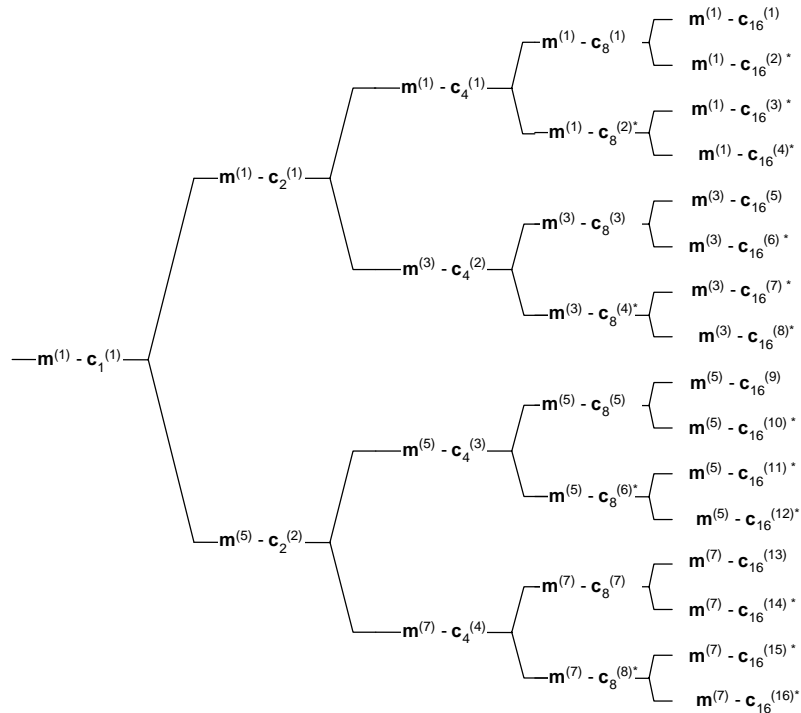 m(1) - c1(1)
m(1) - c2(1)
m(5) - c2(2)
m(1) - c4(1)
m(3) - c4(2)
m(5) - c4(3)
m(7) - c4(4)
m(1) - c8(1)
m(1) - c8(2)*
m(3) - c8(3)
m(3) - c8(4)*
m(5) - c8(5)
m(5) - c8(6)*
m(7) - c8(7)
m(7) - c8(8)*
m(1) - c16(1)
m(1) - c16(2) *
m(1) - c16(3) *
m(1) - c16(4)*
m(3) - c16(5)
m(3) - c16(6) *
m(3) - c16(7) *
m(3) - c16(8)*
m(5) - c16(9)
m(5) - c16(10) *
m(5) - c16(11) *
m(5) - c16(12)*
m(7) - c16(13)
m(7) - c16(14) *
m(7) - c16(15) *
m(7) - c16(16)*